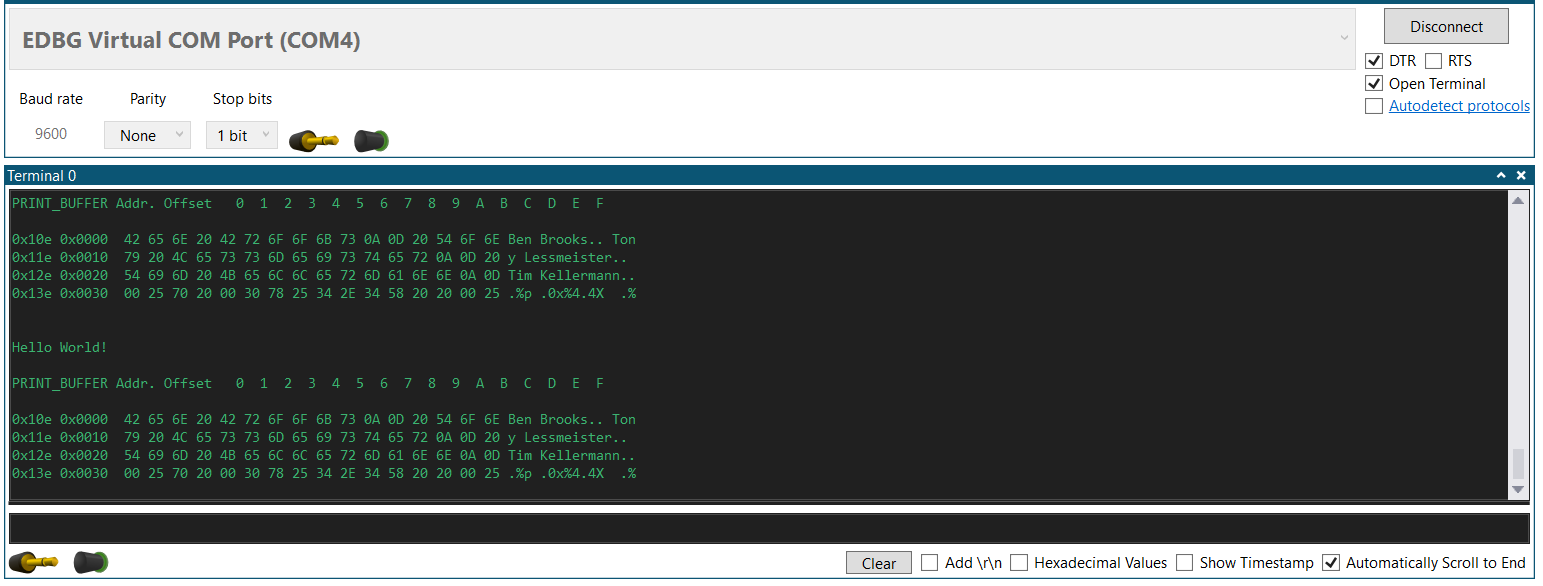 EDBG Virtual COM Port (COM4)
Disconnect
DTR RTS
Open Terminal
Autodetect protocols
Baud rate Parity Stop bits
9600 None 1 bit
Terminal 0
PRINT_BUFFER Addr. Offset   0  1  2  3  4  5  6  7  8  9  A  B  C  D  E  F
0x10e 0x0000  42 65 6E 20 42 72 6F 6F 6B 73 0A 0D 20 54 6F 6E Ben Brooks.. Ton
0x11e 0x0010  79 20 4C 65 73 73 6D 65 69 73 74 65 72 0A 0D 20 y Lessmeister..
0x12e 0x0020  54 69 6D 20 4B 65 6C 6C 65 72 6D 61 6E 6E 0A 0D Tim Kellermann..
0x13e 0x0030  00 25 70 20 00 30 78 25 34 2E 34 58 20 20 00 25 .%p .0x%4.4X  .%
Hello World!
PRINT_BUFFER Addr. Offset   0  1  2  3  4  5  6  7  8  9  A  B  C  D  E  F
0x10e 0x0000  42 65 6E 20 42 72 6F 6F 6B 73 0A 0D 20 54 6F 6E Ben Brooks.. Ton
0x11e 0x0010  79 20 4C 65 73 73 6D 65 69 73 74 65 72 0A 0D 20 y Lessmeister..
0x12e 0x0020  54 69 6D 20 4B 65 6C 6C 65 72 6D 61 6E 6E 0A 0D Tim Kellermann..
0x13e 0x0030  00 25 70 20 00 30 78 25 34 2E 34 58 20 20 00 25 .%p .0x%4.4X  .%
Clear Add \r\n Hexadecimal Values Show Timestamp Automatically Scroll to End